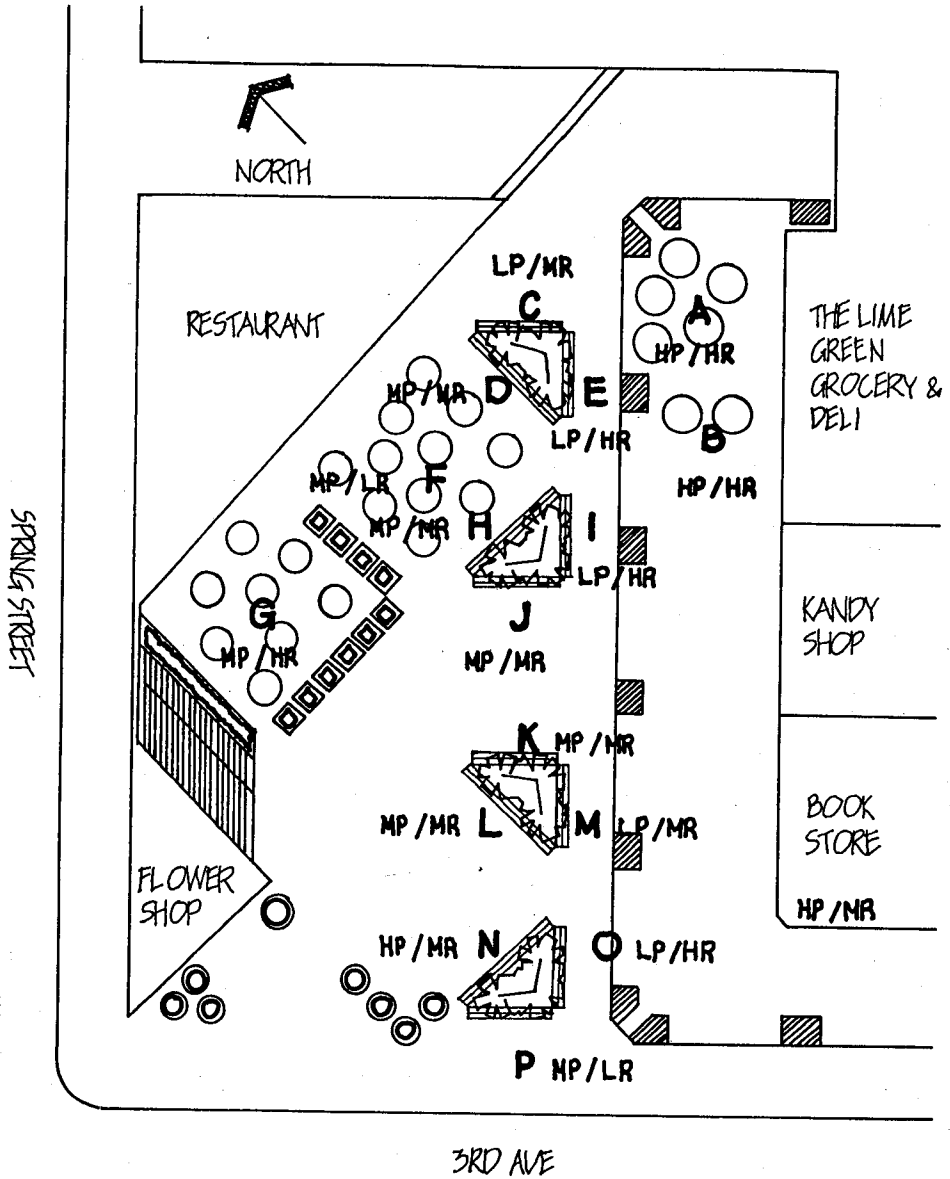 NORTH
LP/MR
C
RESTAURANT
THE LIME
GREEN
GROCERY &
DELI
A
HP/HR
MP/MR
D
E
B
LP/HR
HP/HR
MP/LR
F
MP/MR
H
I
LP/HR
SPRING STREET
G
MP/HR
J
MP/MR
KANDY
SHOP
K MP/MR
MP/MR L
M LP/MR
BOOK
STORE
HP/MR
FLOWER
SHOP
HP/MR N
O LP/HR
P MP/LR
3RD AVE